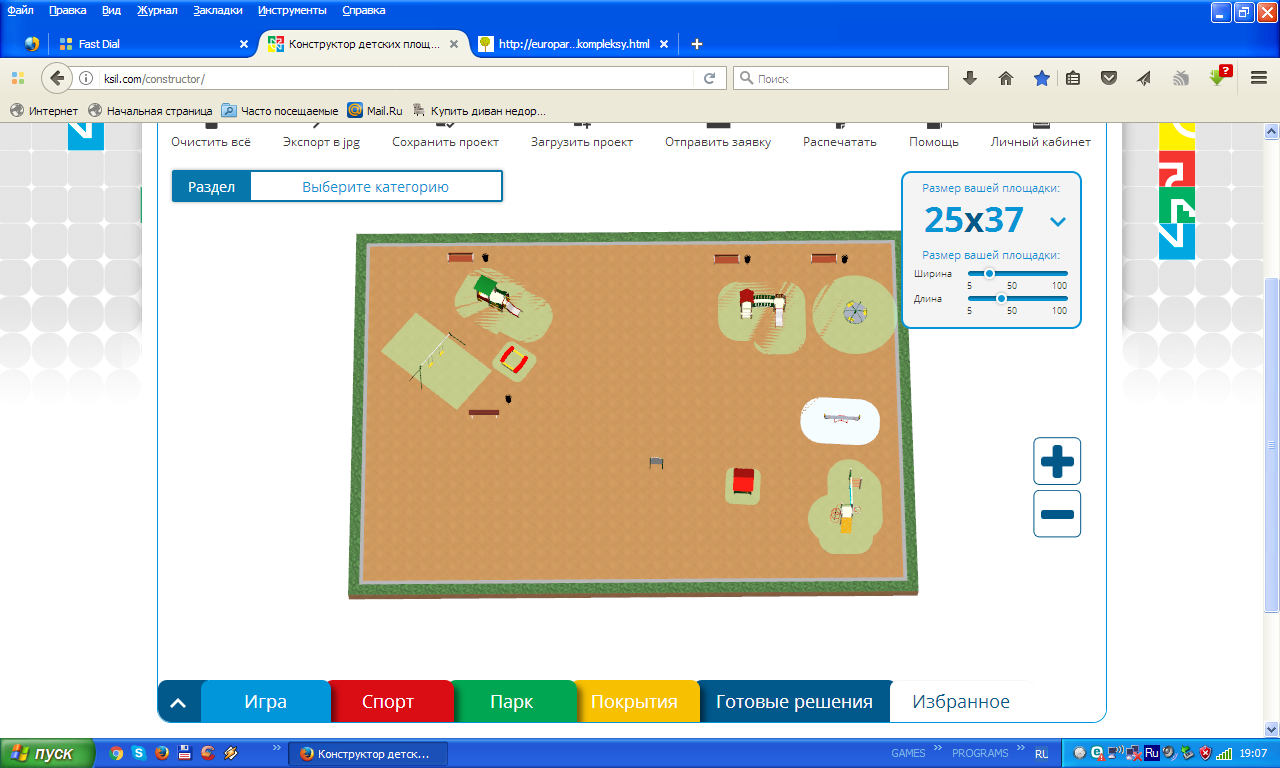 Файл Правка Вид Журнал Закладки Инструменты Справка
Fast Dial
Конструктор детских площ...
http://europar...kompleksy.html
ksil.com/constructor/
Поиск
?
Интернет
Начальная страница
Часто посещаемые
Mail.Ru
Купить диван недор...
Очистить всё
Экспорт в jpg
Сохранить проект
Загрузить проект
Отправить заявку
Распечатать
Помощь
Личный кабинет
Раздел
Выберите категорию
Размер вашей площадки:
25x37
Размер вашей площадки:
Ширина
5 50 100
Длина
5 50 100
Игра
Спорт
Парк
Покрытия
Готовые решения
Избранное
пуск
Конструктор детск...
GAMES
PROGRAMS
RU
Ru
19:07